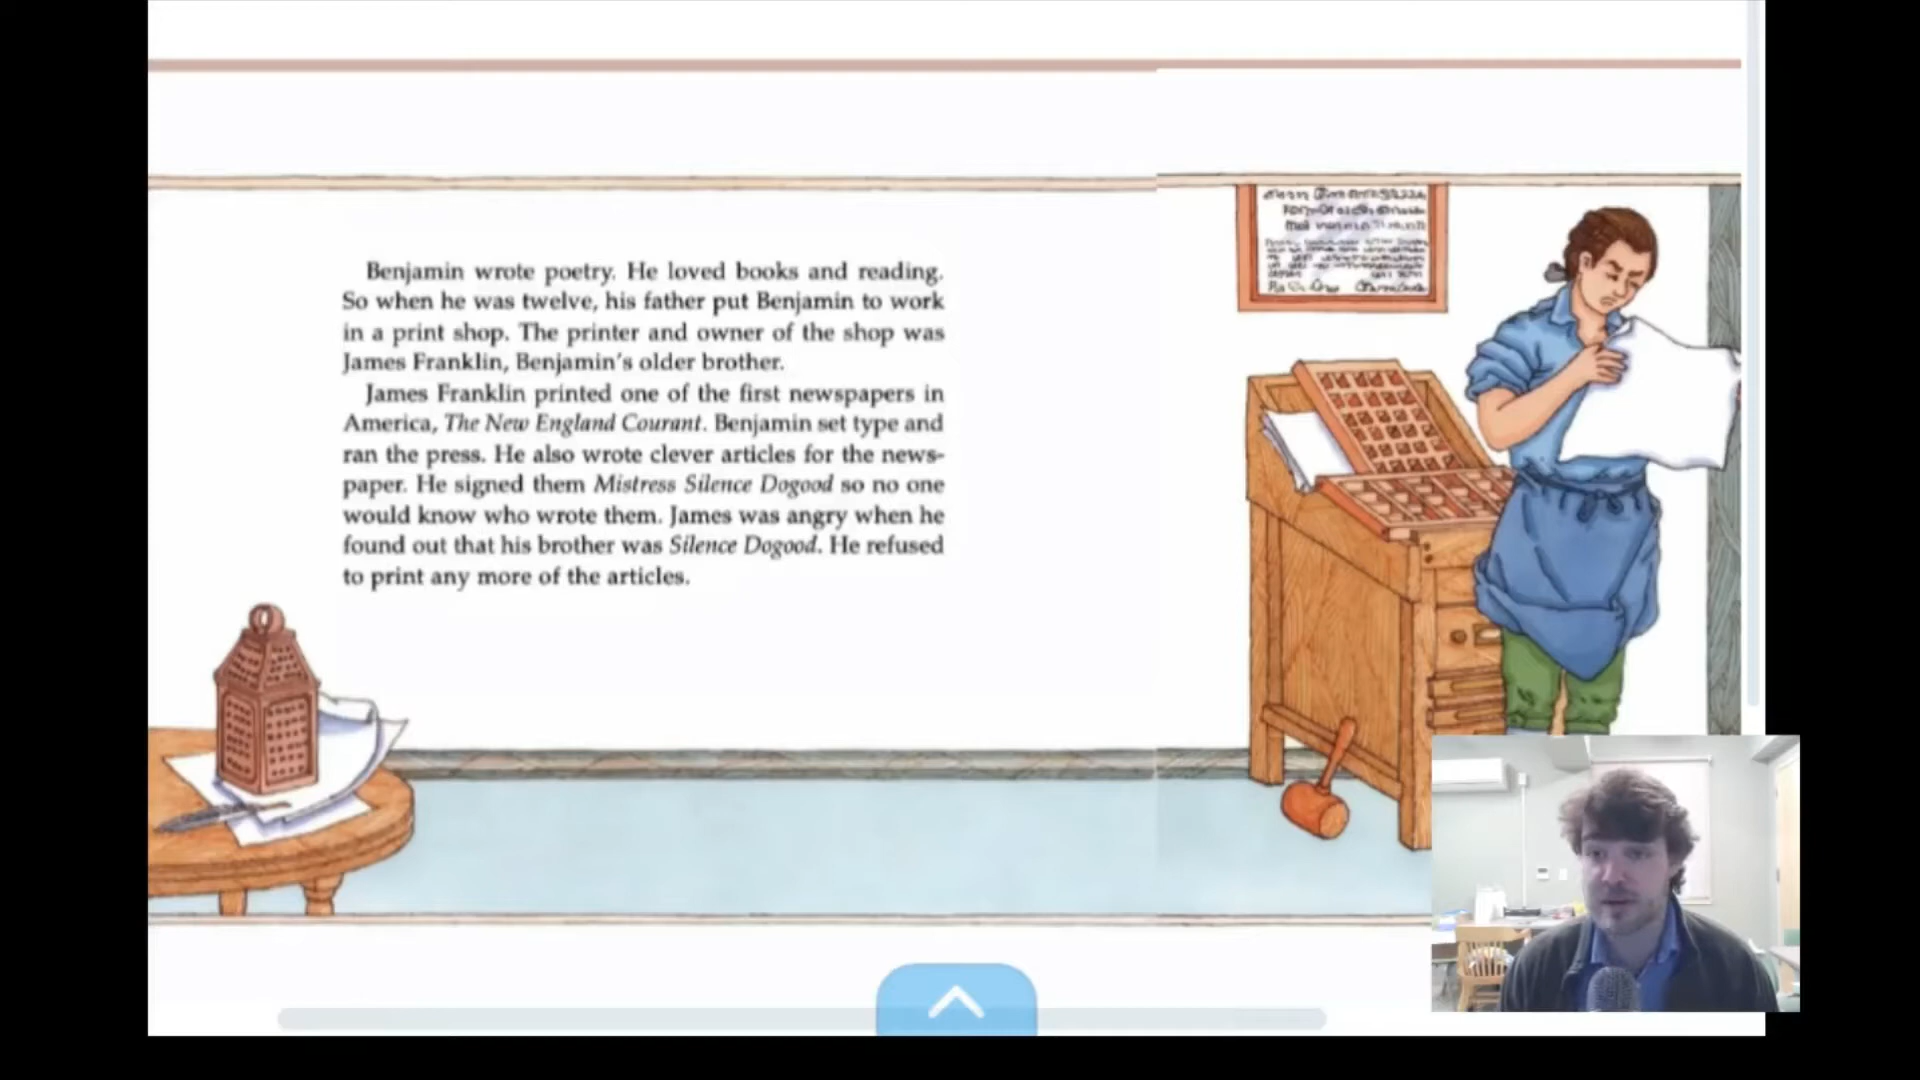 Benjamin wrote poetry. He loved books and reading.
So when he was twelve, his father put Benjamin to work
in a print shop. The printer and owner of the shop was
James Franklin, Benjamin's older brother.
James Franklin printed one of the first newspapers in
America, The New England Courant. Benjamin set type and
ran the press. He also wrote clever articles for the news-
paper. He signed them Mistress Silence Dogood so no one
would know who wrote them. James was angry when he
found out that his brother was Silence Dogood. He refused
to print any more of the articles.